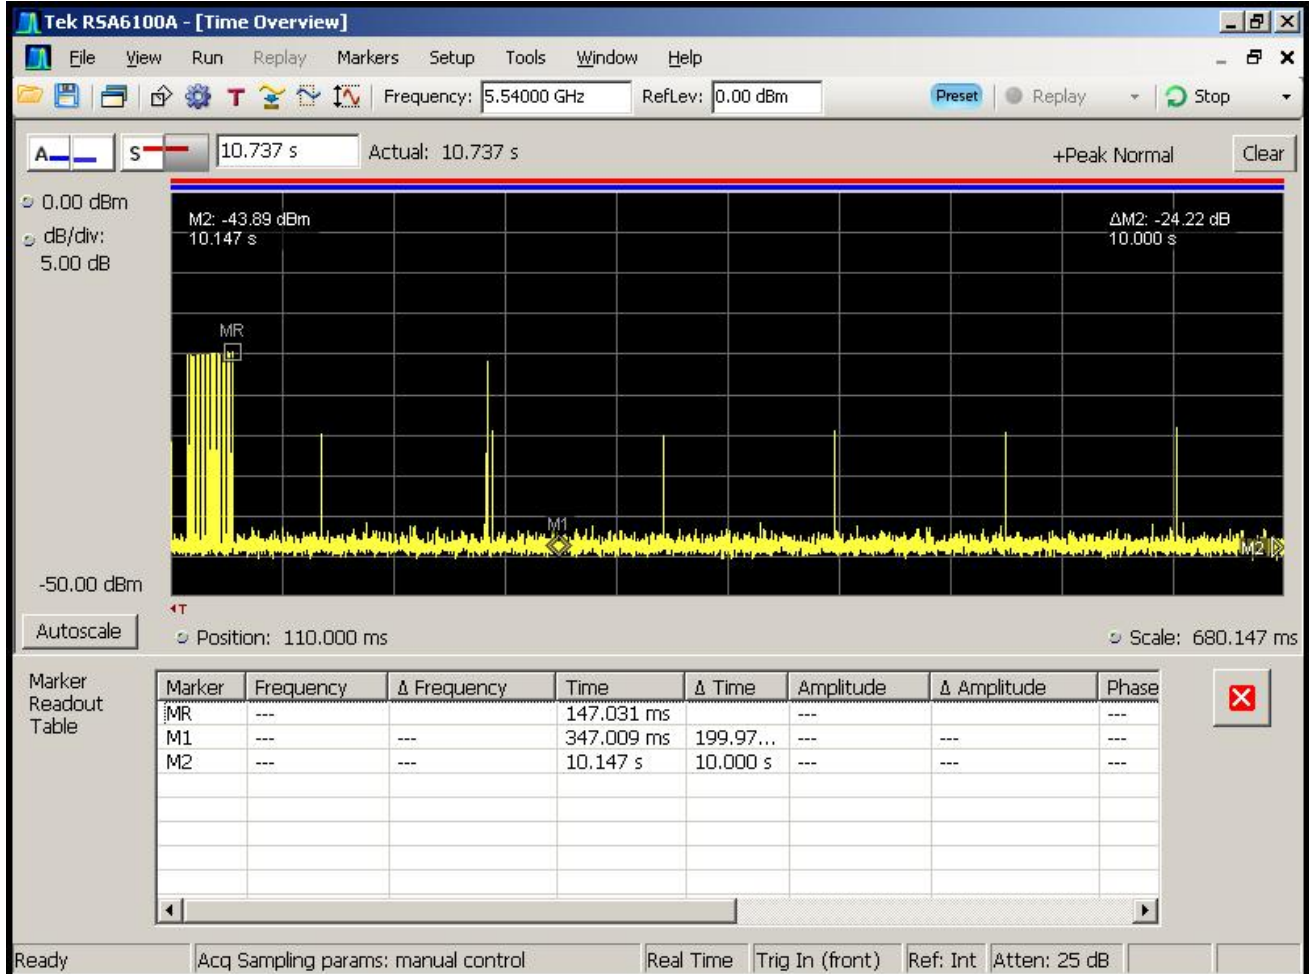 Tek RSA6100A - [Time Overview]
File View Run Replay Markers Setup Tools Window Help
T Frequency: 5.54000 GHz RefLev: 0.00 dBm Preset Replay Stop
A S 10.737 s Actual: 10.737 s +Peak Normal Clear
0.00 dBm
dB/div:
5.00 dB
M2: -43.89 dBm
10.147 s
ΔM2: -24.22 dB
10.000 s
MR
M1
M2
-50.00 dBm
T
Autoscale Position: 110.000 ms Scale: 680.147 ms
Marker
Readout
Table
Marker Frequency Δ Frequency Time Δ Time Amplitude Δ Amplitude Phase
MR --- 147.031 ms --- ---
M1 --- --- 347.009 ms 199.97... --- --- ---
M2 --- --- 10.147 s 10.000 s --- --- ---
Ready Acq Sampling params: manual control Real Time Trig In (front) Ref: Int Atten: 25 dB